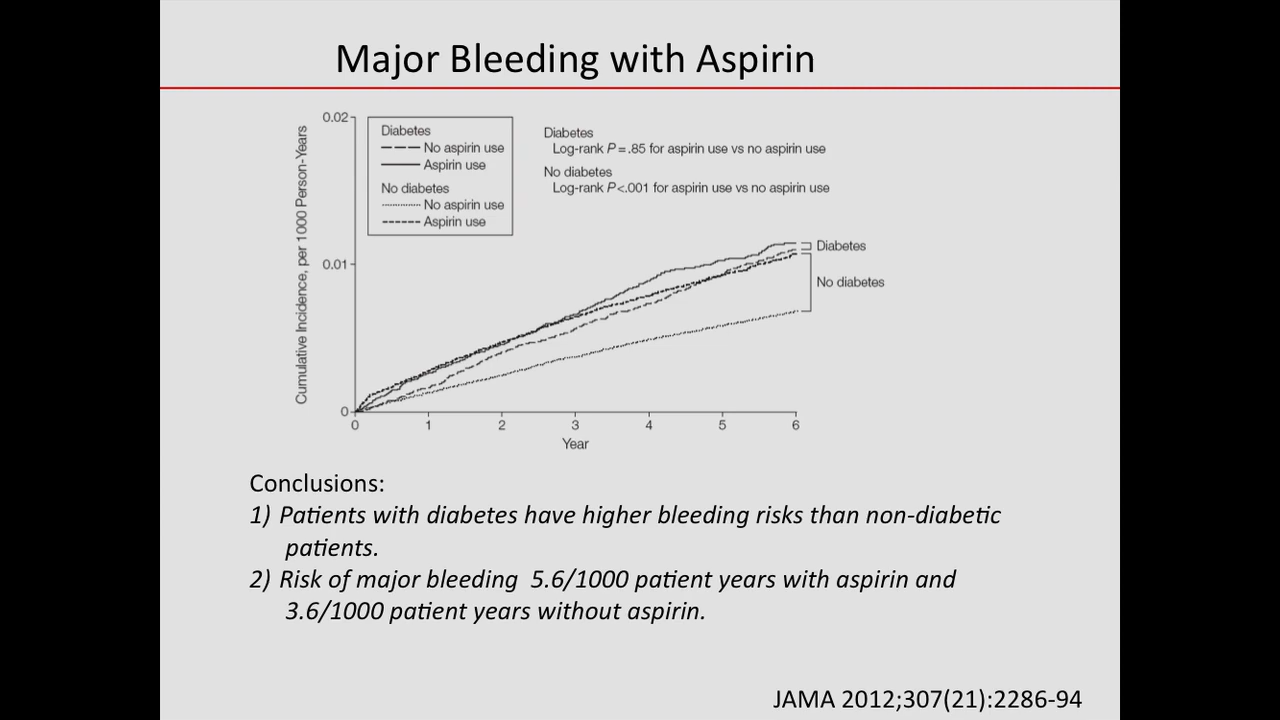 Major Bleeding with Aspirin
Cumulative Incidence, per 1000 Person-Years
0.02
0.01
0
Diabetes
No aspirin use
Aspirin use
No diabetes
No aspirin use
Aspirin use
Diabetes
Log-rank P = .85 for aspirin use vs no aspirin use
No diabetes
Log-rank P<.001 for aspirin use vs no aspirin use
Diabetes
No diabetes
0 1 2 3 4 5 6
Year
Conclusions:
1) Patients with diabetes have higher bleeding risks than non-diabetic
patients.
2) Risk of major bleeding 5.6/1000 patient years with aspirin and
3.6/1000 patient years without aspirin.
JAMA 2012;307(21):2286-94